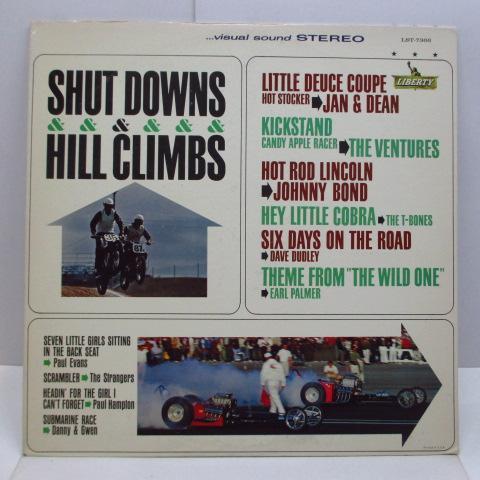 ...visual sound STEREO
LST-7366
★ ★ ★
LIBERTY
SHUT DOWNS
& & & & & &
HILL CLIMBS
LITTLE DEUCE COUPE
HOT STOCKER ➡ JAN & DEAN
KICKSTAND
CANDY APPLE RACER ➡ THE VENTURES
HOT ROD LINCOLN
➡ JOHNNY BOND
HEY LITTLE COBRA ➡ THE T-BONES
SIX DAYS ON THE ROAD
➡ DAVE DUDLEY
THEME FROM "THE WILD ONE"
➡ EARL PALMER
SEVEN LITTLE GIRLS SITTING
IN THE BACK SEAT
➡ Paul Evans
SCRAMBLER ➡ The Strangers
HEADIN' FOR THE GIRL I
CAN'T FORGET ➡ Paul Hampton
SUBMARINE RACE
➡ Danny & Gwen